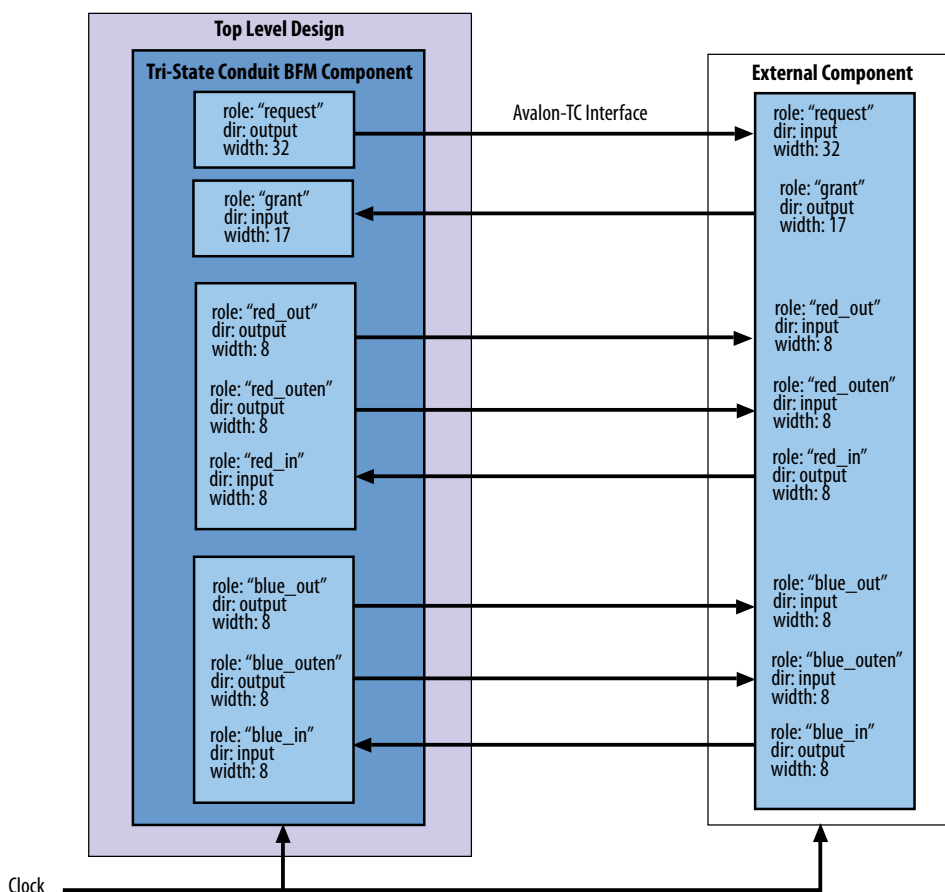 Top Level Design
Tri-State Conduit BFM Component
role: “request”
dir: output
width: 32
role: “grant”
dir: input
width: 17
role: “red_out”
dir: output
width: 8
role: “red_outen”
dir: output
width: 8
role: “red_in”
dir: input
width: 8
role: “blue_out”
dir: output
width: 8
role: “blue_outen”
dir: output
width: 8
role: “blue_in”
dir: input
width: 8
Avalon-TC Interface
External Component
role: “request”
dir: input
width: 32
role: “grant”
dir: output
width: 17
role: “red_out”
dir: input
width: 8
role: “red_outen”
dir: input
width: 8
role: “red_in”
dir: output
width: 8
role: “blue_out”
dir: input
width: 8
role: “blue_outen”
dir: input
width: 8
role: “blue_in”
dir: output
width: 8
Clock